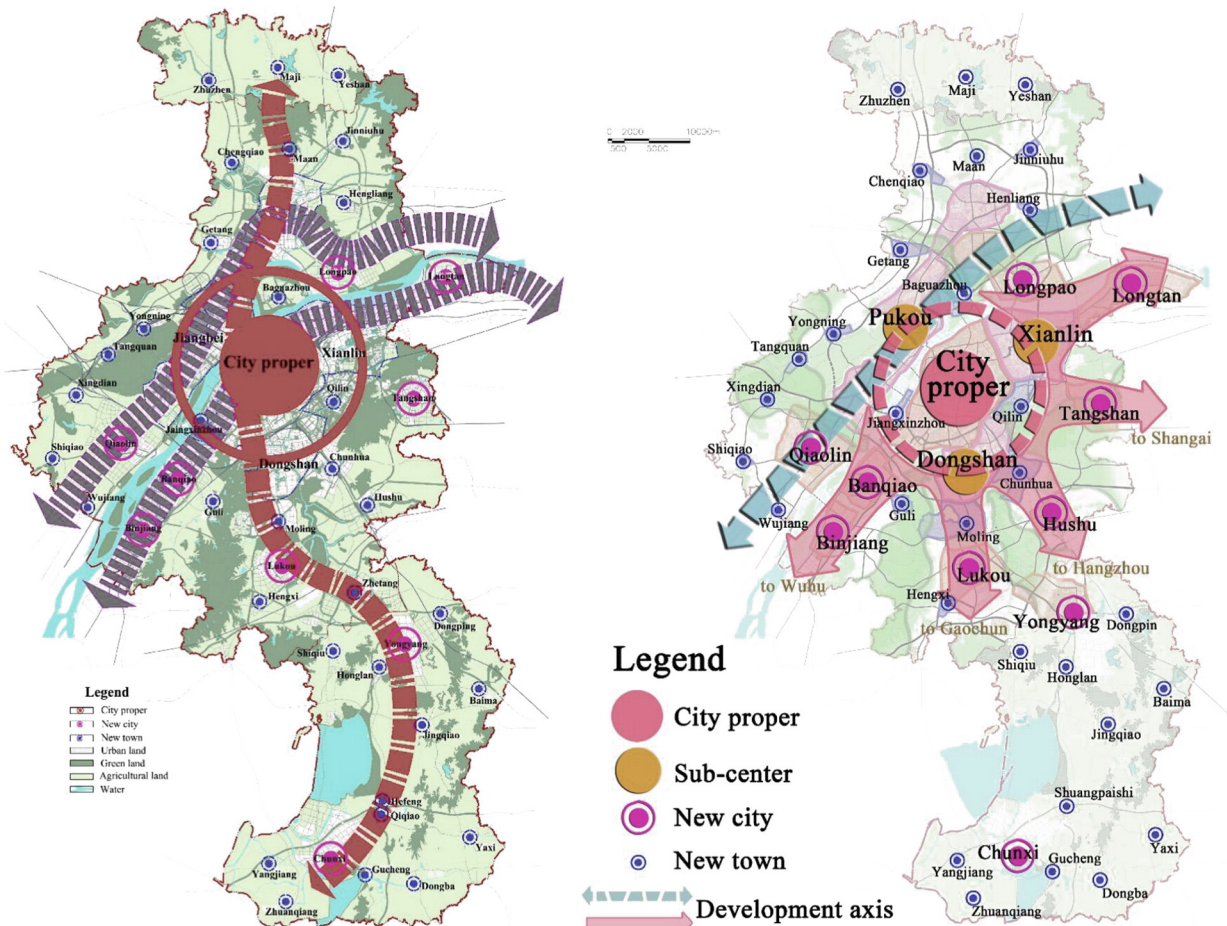 Maji
Zhuzhen
Yeshan
Jinniuhu
Maan
Chengqiao
Hengliang
Getang
Longpao
Longtan
Baguazhou
Yongning
Jiangbei
Tangquan
City proper
Xianlin
Qilin
Xingdian
Tangshan
Jaingxinzhou
Qiaolin
Shiqiao
Dongshan
Chunhua
Banqiao
Wujiang
Guli
Hushu
Binjiang
Moling
Lukou
Zhetang
Hengxi
Dongping
Yongyang
Shiqiu
Honglan
Baima
Jingqiao
Hefeng
Qiqiao
Yaxi
Chunxi
Yangjiang
Gucheng
Dongba
Zhuanqiang
Legend
City proper
New city
New town
Urban land
Green land
Agricultural land
Water
0 2000 10000m
500 5000
Maji
Zhuzhen
Yeshan
Jinniuhu
Maan
Chenqiao
Henliang
Getang
Baguazhou
Longpao
Longtan
Pukou
Yongning
Xianlin
Tangquan
City
proper
Xingdian
Qilin
Tangshan
Jiangxinzhou
to Shangai
Shiqiao
Qiaolin
Dongshan
Banqiao
Chunhua
Guli
Wujiang
Hushu
Binjiang
Moling
Lukou
to Hangzhou
to Wuhu
Hengxi
Yongyang
Dongpin
to Gaochun
Shiqiu
Honglan
Baima
Jingqiao
Shuangpaishi
Yaxi
Chunxi
Gucheng
Yangjiang
Dongba
Zhuanqiang
Legend
City proper
Sub-center
New city
New town
Development axis